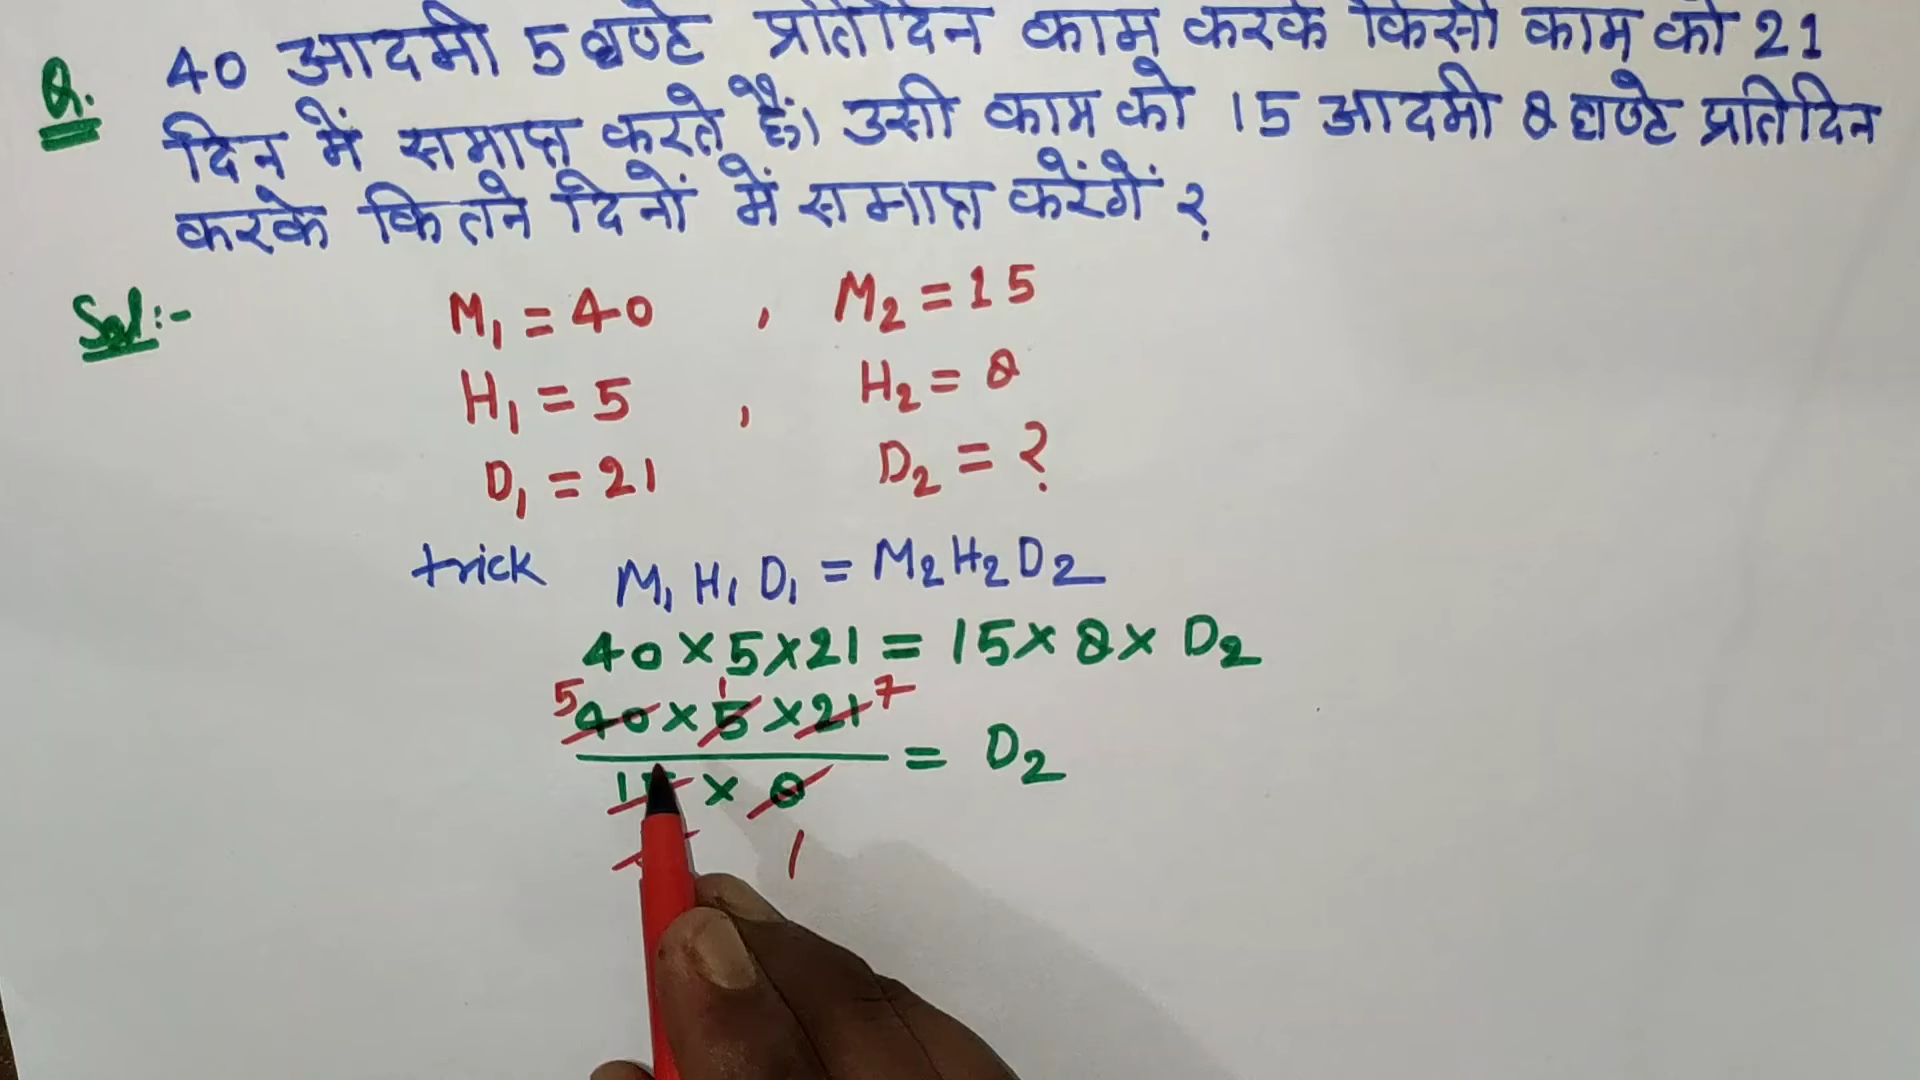 Q. 40 आदमी 5 घण्टे प्रतिदिन काम करके किसी काम को 21
दिन में समाप्त करते हैं। उसी काम को 15 आदमी 8 घण्टे प्रतिदिन
करके कितने दिनों में समाप्त करेंगें ?
Sol:-
M₁ = 40 , M₂ = 15
H₁ = 5 , H₂ = 8
D₁ = 21 D₂ = ?
trick M₁ H₁ D₁ = M₂ H₂ D₂
40 × 5 × 21 = 15 × 8 × D₂
5 1 7
40 × 5 × 21 = D₂
15 × 8
1